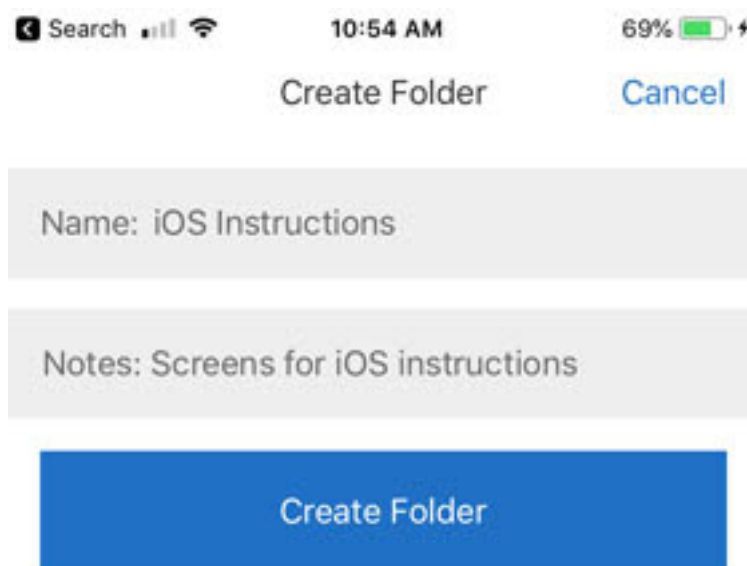 Search 10:54 AM 69%
Create Folder Cancel
Name: iOS Instructions
Notes: Screens for iOS instructions
Create Folder